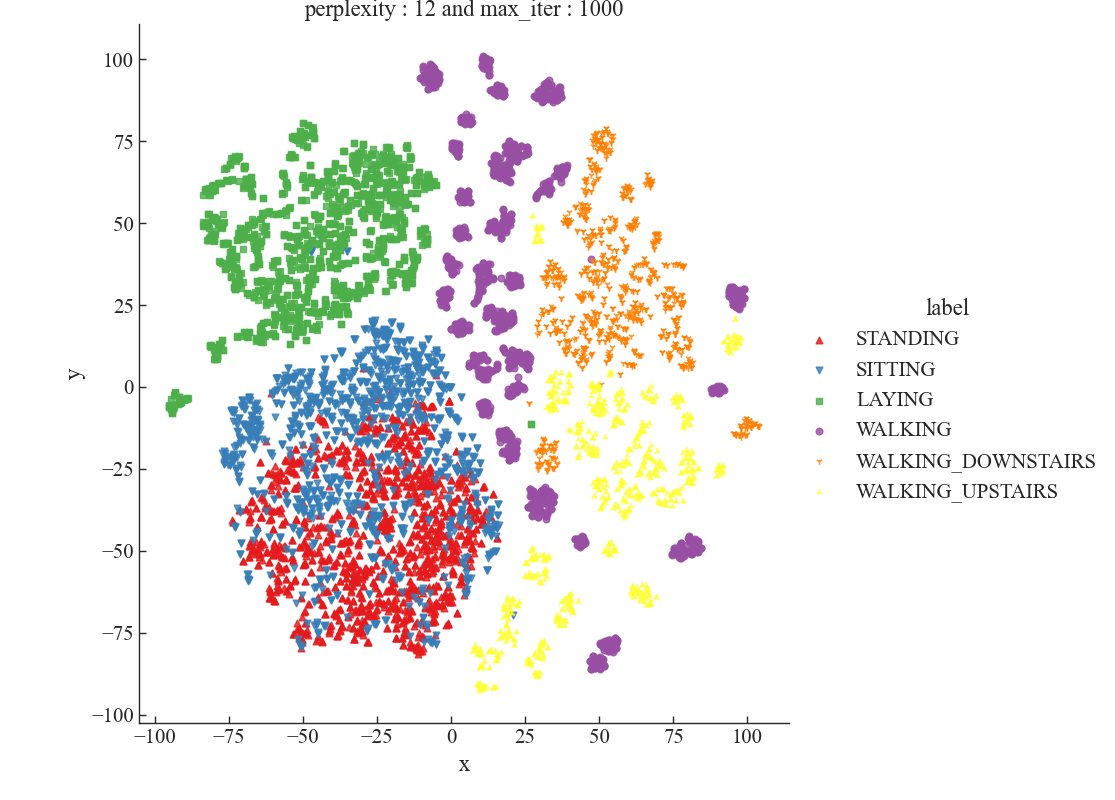 perplexity : 12 and max_iter : 1000
100
75
50
25
0
−25
−50
−75
−100
y
−100 −75 −50 −25 0 25 50 75 100
x
label
STANDING
SITTING
LAYING
WALKING
WALKING_DOWNSTAIRS
WALKING_UPSTAIRS